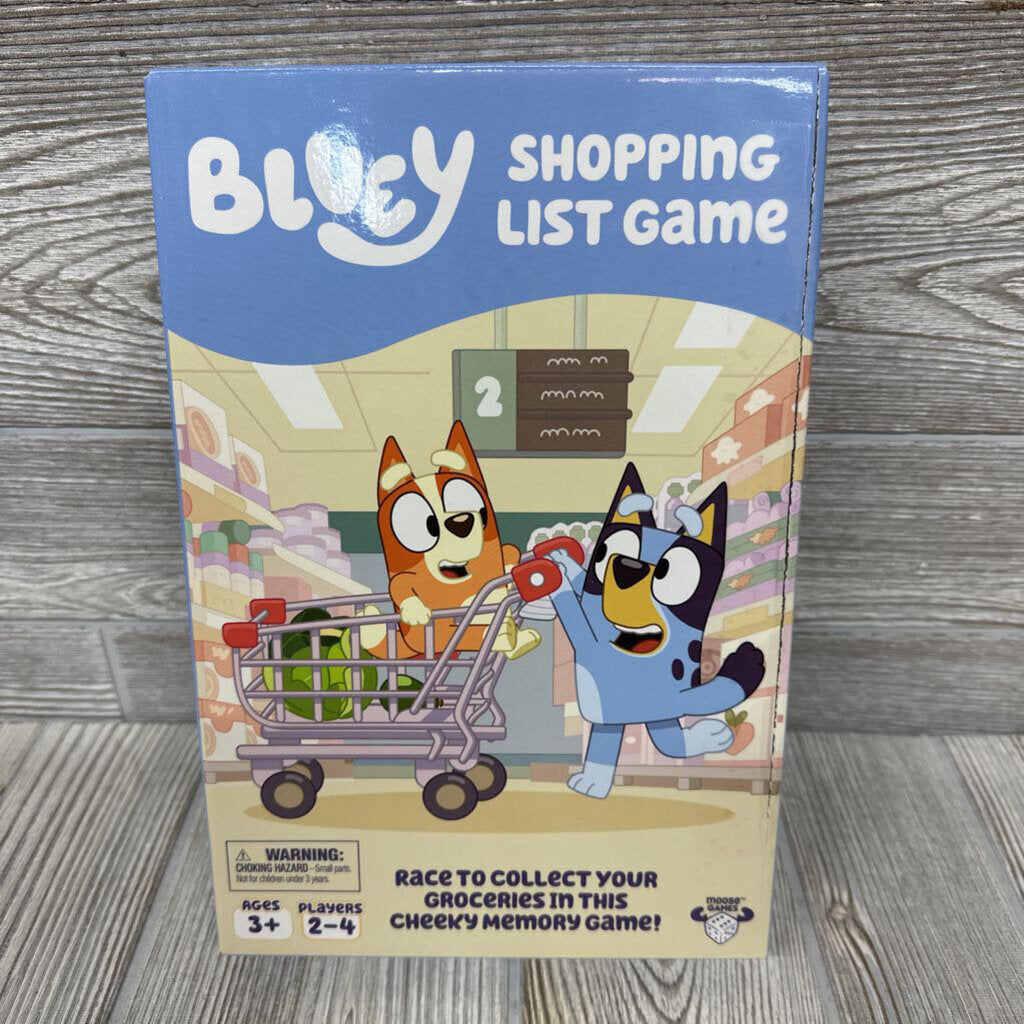 BLUEY
SHOPPING
LIST GAME
2
WARNING:
CHOKING HAZARD – Small parts.
Not for children under 3 years.
AGES
3+
PLAYERS
2–4
RACE TO COLLECT YOUR
GROCERIES IN THIS
CHEEKY MEMORY GAME!
moose™
GAMES